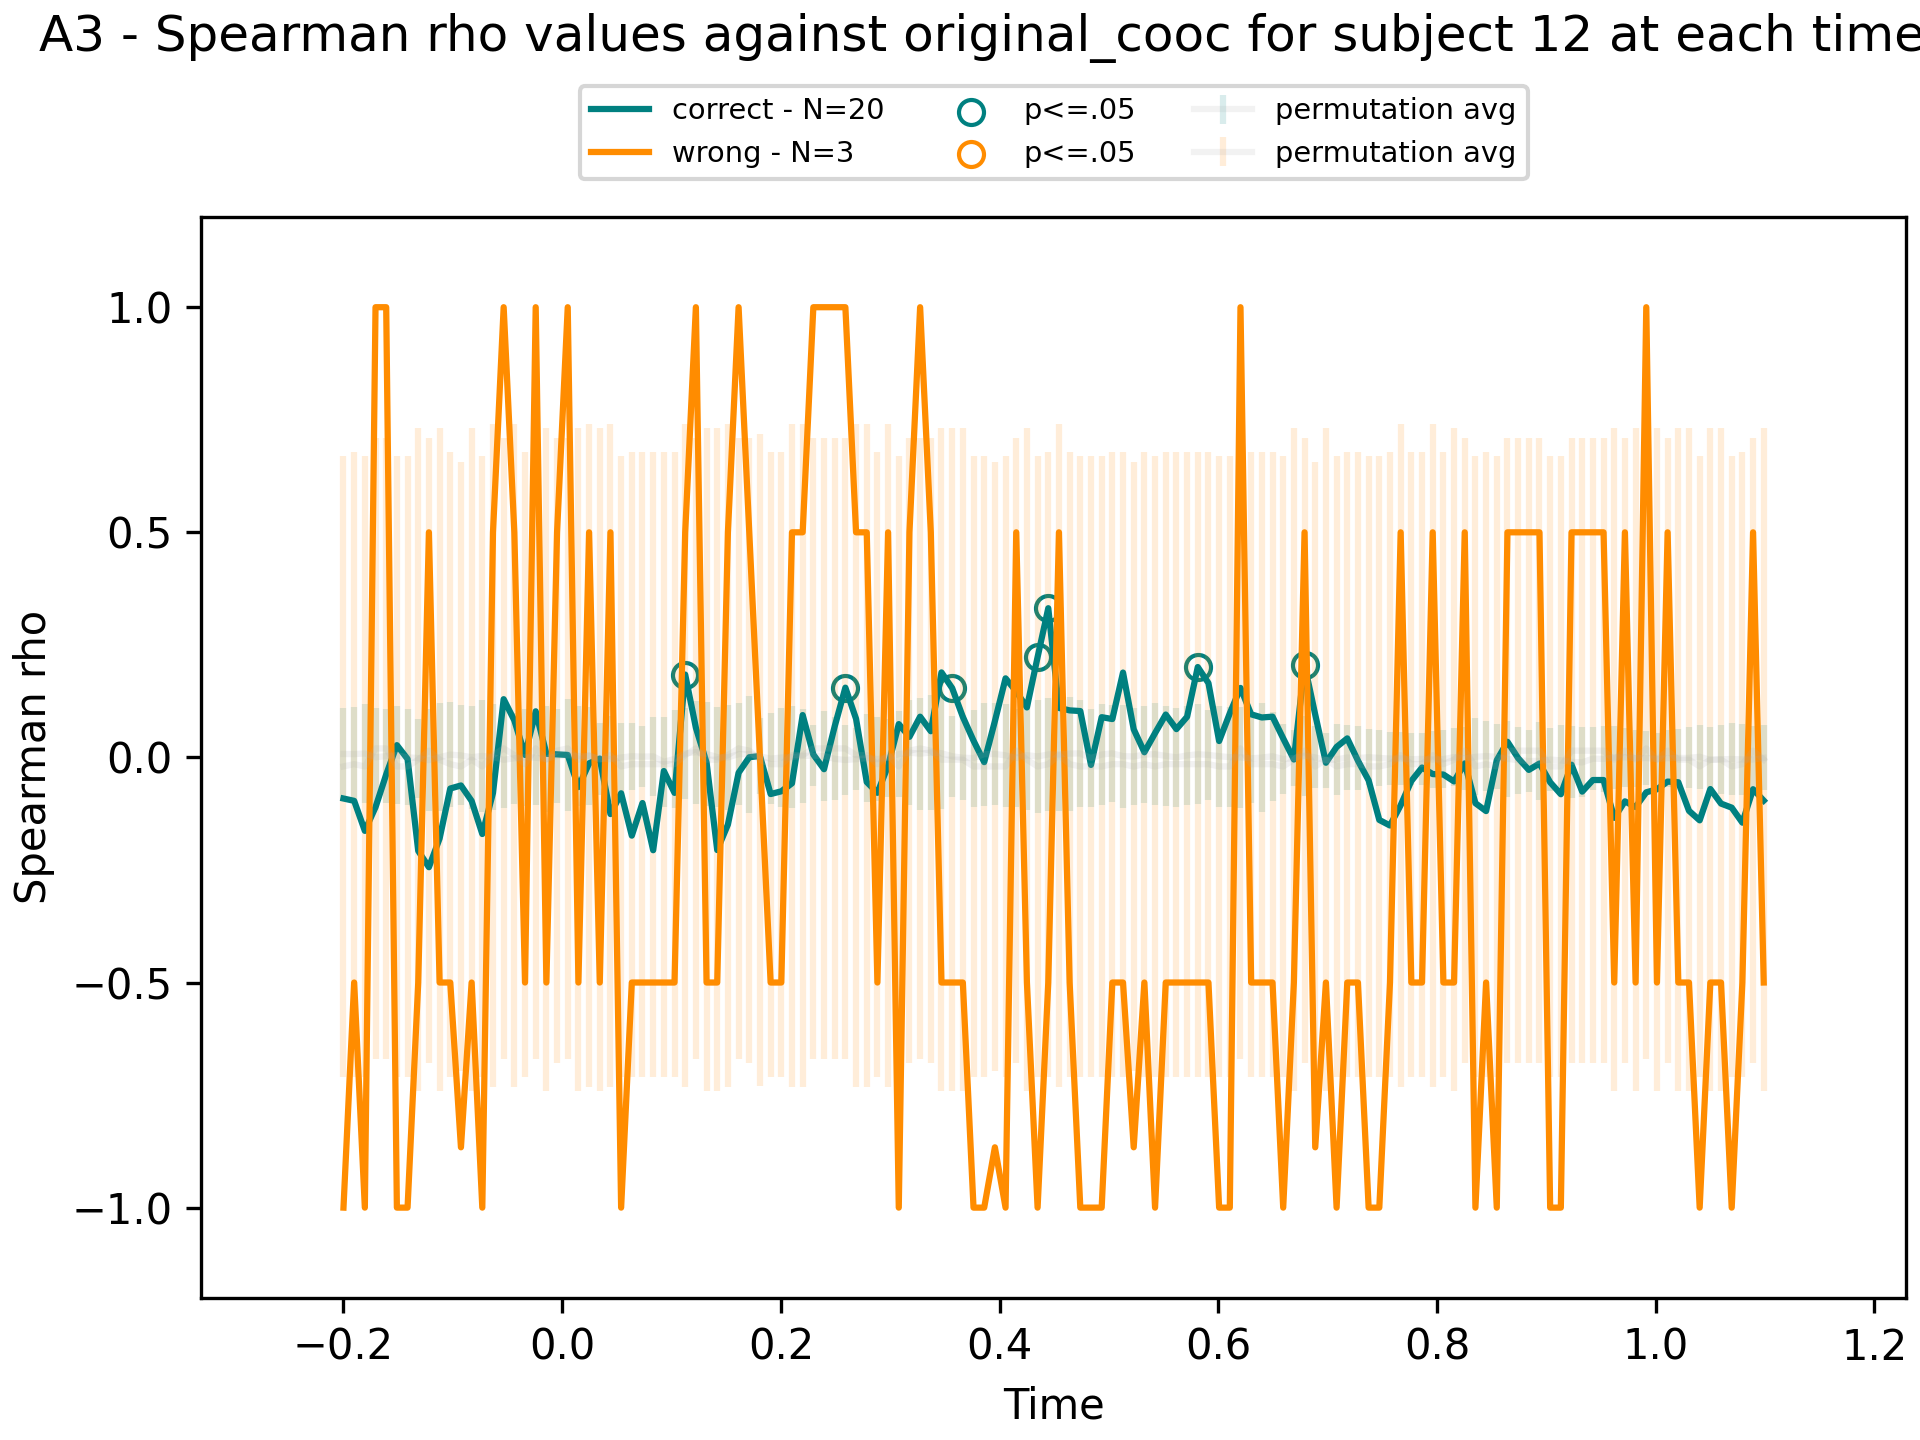 A3 - Spearman rho values against original_cooc for subject 12 at each time
correct - N=20
wrong - N=3
p<=.05
p<=.05
permutation avg
permutation avg
Spearman rho
1.0
0.5
0.0
−0.5
−1.0
−0.2 0.0 0.2 0.4 0.6 0.8 1.0 1.2
Time